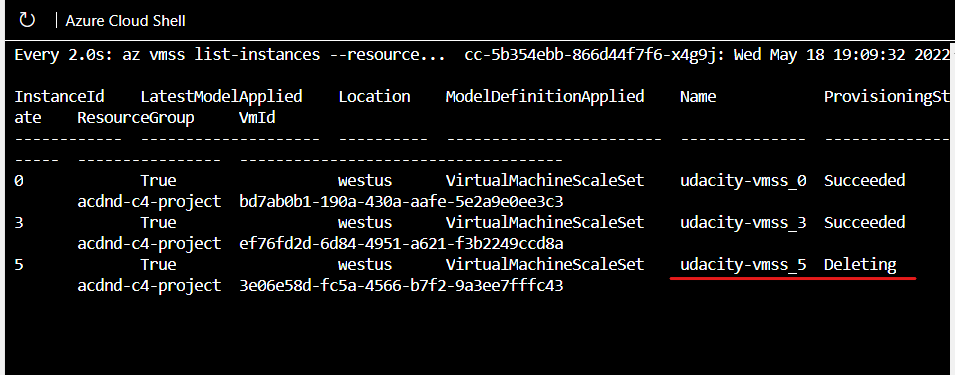 Azure Cloud Shell
Every 2.0s: az vmss list-instances --resource... cc-5b354ebb-866d44f7f6-x4g9j: Wed May 18 19:09:32 2022
InstanceId LatestModelApplied Location ModelDefinitionApplied Name ProvisioningSt
ate ResourceGroup VmId
------------ -------------------- ---------- ------------------------ -------------- --------------
----- ---------------- ------------------------------------
0 True westus VirtualMachineScaleSet udacity-vmss_0 Succeeded
acdnd-c4-project bd7ab0b1-190a-430a-aafe-5e2a9e0ee3c3
3 True westus VirtualMachineScaleSet udacity-vmss_3 Succeeded
acdnd-c4-project ef76fd2d-6d84-4951-a621-f3b2249ccd8a
5 True westus VirtualMachineScaleSet udacity-vmss_5 Deleting
acdnd-c4-project 3e06e58d-fc5a-4566-b7f2-9a3ee7fffc43